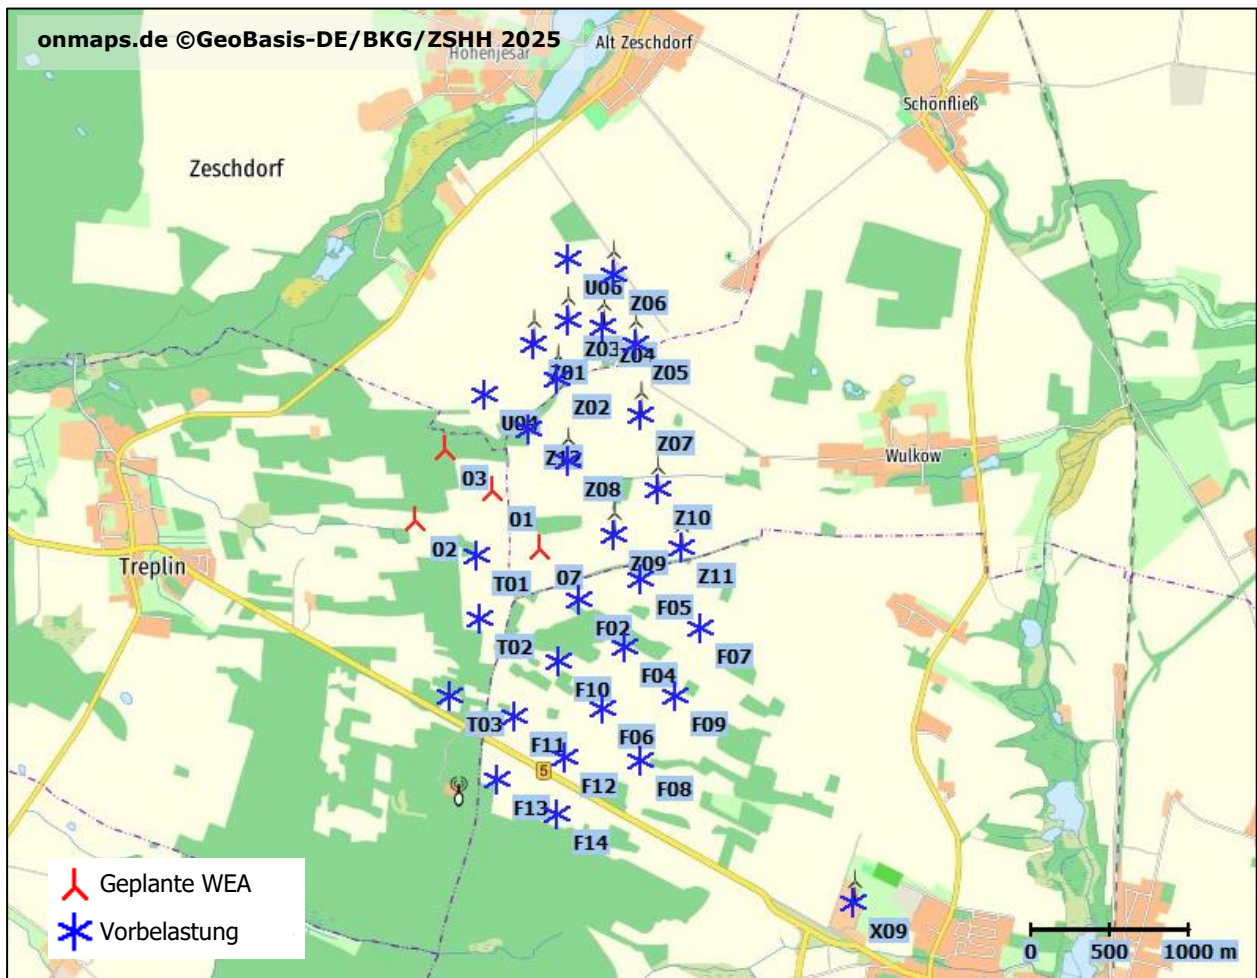 onmaps.de ©GeoBasis-DE/BKG/ZSHH 2025
Hohenjesar
Alt Zeschdorf
Schönfließ
Zeschdorf
U06
Z06
Z03
Z04
Z01
Z05
Z02
U04
Z07
Z12
Wulkow
03
Z08
01
Z10
02
Z09
Treplin
T01
07
Z11
F05
F02
F07
T02
F10
F04
F09
T03
F06
F11
5
F12
F08
F13
F14
Geplante WEA
Vorbelastung
X09
0 500 1000 m